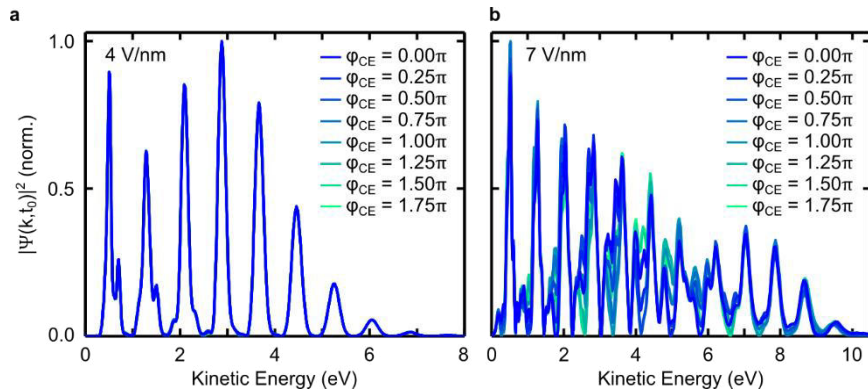 a
4 V/nm
φCE = 0.00π
φCE = 0.25π
φCE = 0.50π
φCE = 0.75π
φCE = 1.00π
φCE = 1.25π
φCE = 1.50π
φCE = 1.75π
1.0
0.5
0.0
|Ψ(k,t₀)|² (norm.)
0 2 4 6 8
Kinetic Energy (eV)
b
7 V/nm
φCE = 0.00π
φCE = 0.25π
φCE = 0.50π
φCE = 0.75π
φCE = 1.00π
φCE = 1.25π
φCE = 1.50π
φCE = 1.75π
0 2 4 6 8 10
Kinetic Energy (eV)